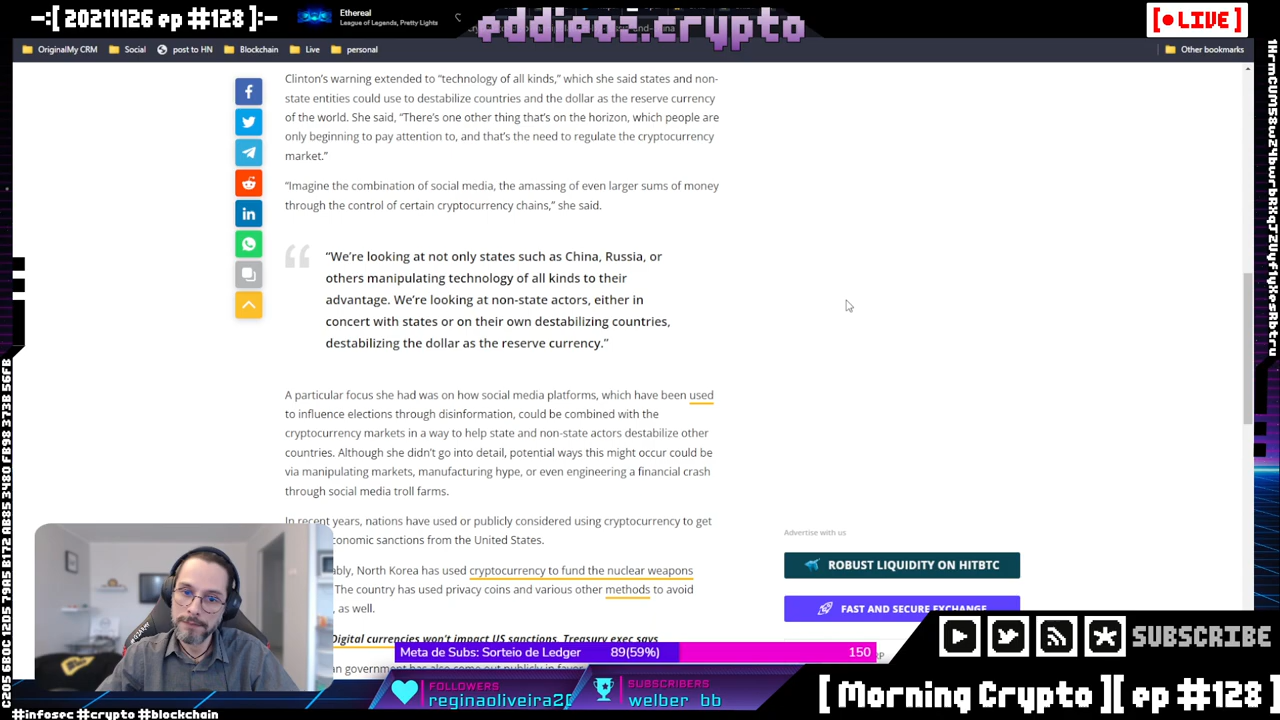 -:[ 20211126 ep #128 ]:-
Ethereal
League of Legends, Pretty Lights
eddieoz.crypto
[ LIVE ]
OriginalMy CRM
Social
post to HN
Blockchain
Live
personal
Other bookmarks
Clinton's warning extended to “technology of all kinds,” which she said states and non-
state entities could use to destabilize countries and the dollar as the reserve currency
of the world. She said, “There's one other thing that's on the horizon, which people are
only beginning to pay attention to, and that's the need to regulate the cryptocurrency
market.”
“Imagine the combination of social media, the amassing of even larger sums of money
through the control of certain cryptocurrency chains,” she said.
“We're looking at not only states such as China, Russia, or
others manipulating technology of all kinds to their
advantage. We're looking at non-state actors, either in
concert with states or on their own destabilizing countries,
destabilizing the dollar as the reserve currency.”
A particular focus she had was on how social media platforms, which have been used
to influence elections through disinformation, could be combined with the
cryptocurrency markets in a way to help state and non-state actors destabilize other
countries. Although she didn't go into detail, potential ways this might occur could be
via manipulating markets, manufacturing hype, or even engineering a financial crash
through social media troll farms.
In recent years, nations have used or publicly considered using cryptocurrency to get
onomic sanctions from the United States.
ably, North Korea has used cryptocurrency to fund the nuclear weapons
The country has used privacy coins and various other methods to avoid
, as well.
Digital currencies won't impact US sanctions, Treasury exec says
an government has also come out publicly in favor
Advertise with us
ROBUST LIQUIDITY ON HITBTC
FAST AND SECURE EXCHANGE
Meta de Subs: Sorteio de Ledger
89(59%)
150
FOLLOWERS
reginaoliveira20
SUBSCRIBERS
welber_bb
SUBSCRIBE
[ Morning Crypto ][ ep #128 ]
#infosec #crypto #blockchain